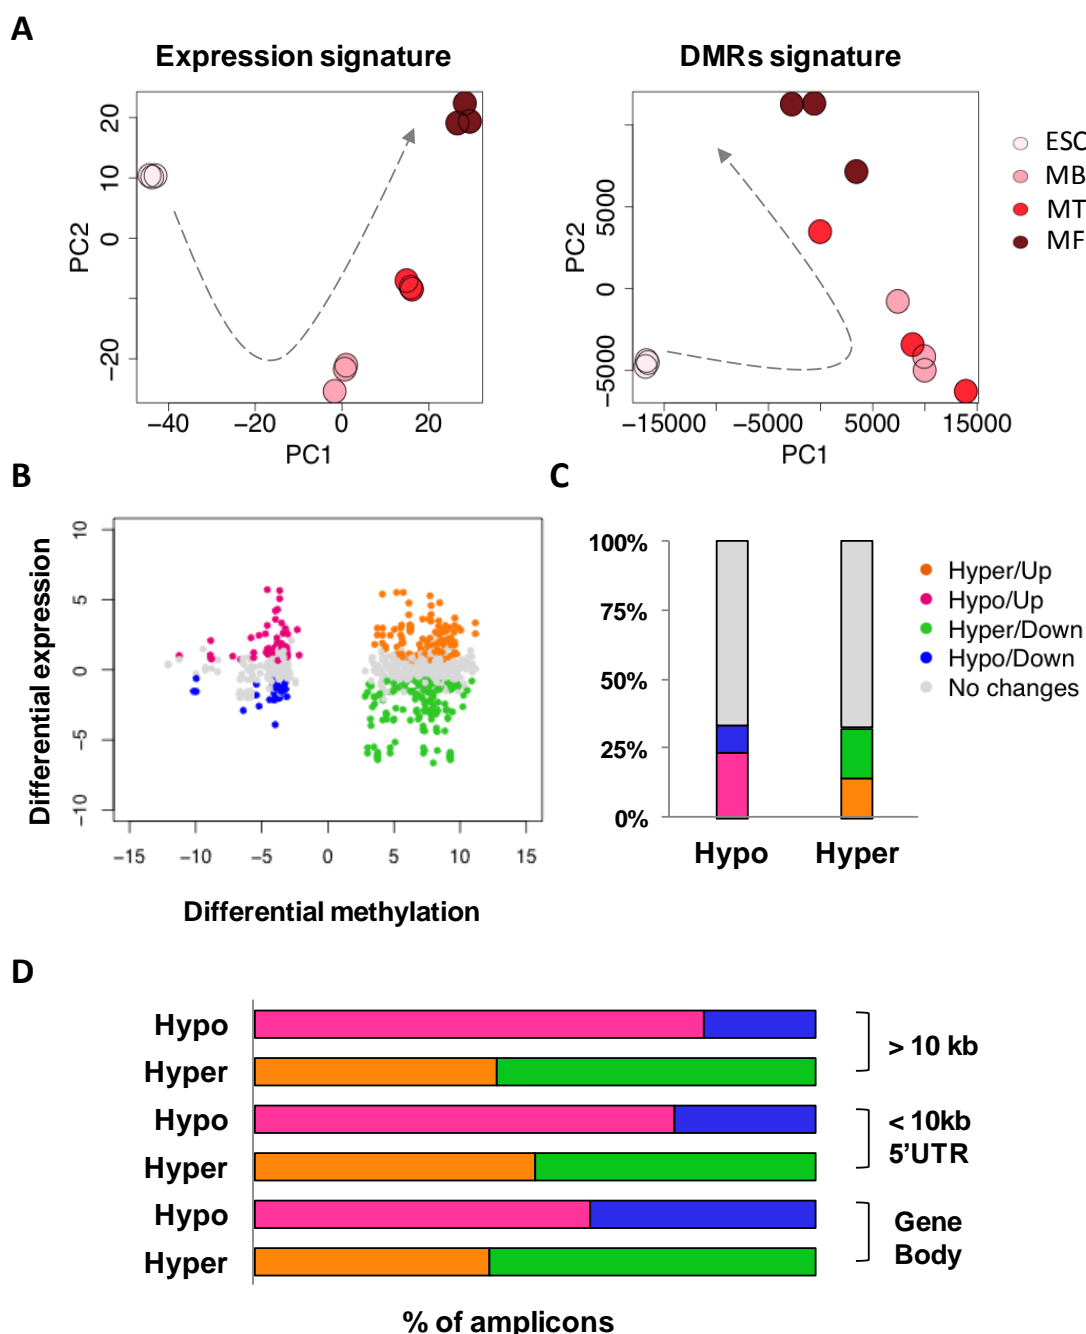 A
Expression signature
DMRs signature
20
10
0
−20
PC2
−40
−20
0
20
PC1
5000
0
−5000
PC2
−15000
−5000
5000
15000
PC1
ESC
MB
MT
MF
B
10
5
0
−5
−10
Differential expression
−15
−10
−5
0
5
10
15
Differential methylation
C
100%
75%
50%
25%
0%
Hypo
Hyper
Hyper/Up
Hypo/Up
Hyper/Down
Hypo/Down
No changes
D
Hypo
Hyper
> 10 kb
Hypo
Hyper
< 10kb
5'UTR
Hypo
Hyper
Gene
Body
% of amplicons